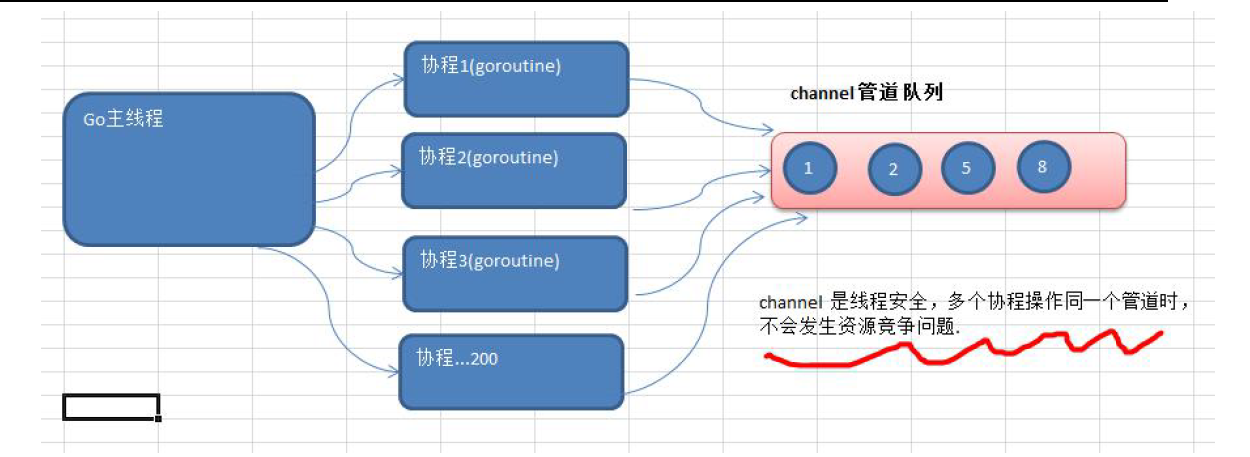 Go主线程
协程1(goroutine)
协程2(goroutine)
协程3(goroutine)
协程...200
channel管道队列
1 2 5 8
channel 是线程安全，多个协程操作同一个管道时，
不会发生资源竞争问题.